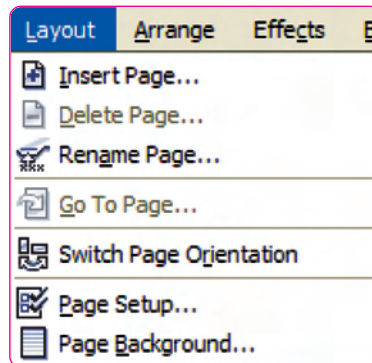 Layout Arrange Effects
Insert Page...
Delete Page...
Rename Page...
Go To Page...
Switch Page Orientation
Page Setup...
Page Background...